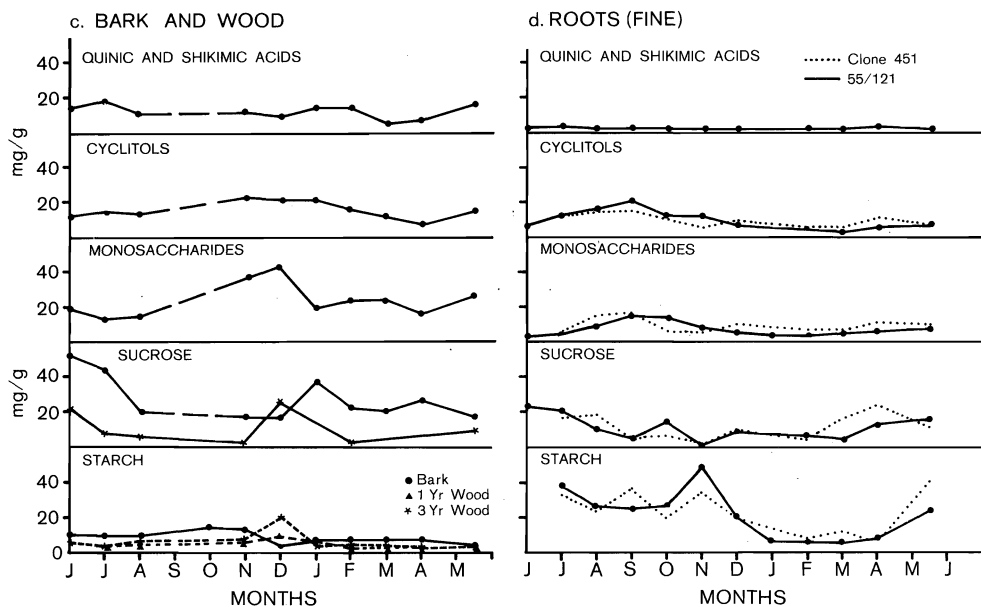 c. BARK AND WOOD
QUINIC AND SHIKIMIC ACIDS
40
20
mg/g
CYCLITOLS
40
20
MONOSACCHARIDES
40
20
SUCROSE
40
20
mg/g
STARCH
Bark
1 Yr Wood
3 Yr Wood
40
20
0
J J A S O N D J F M A M
MONTHS
d. ROOTS (FINE)
QUINIC AND SHIKIMIC ACIDS
Clone 451
55/121
CYCLITOLS
MONOSACCHARIDES
SUCROSE
STARCH
J J A S O N D J F M A M J
MONTHS